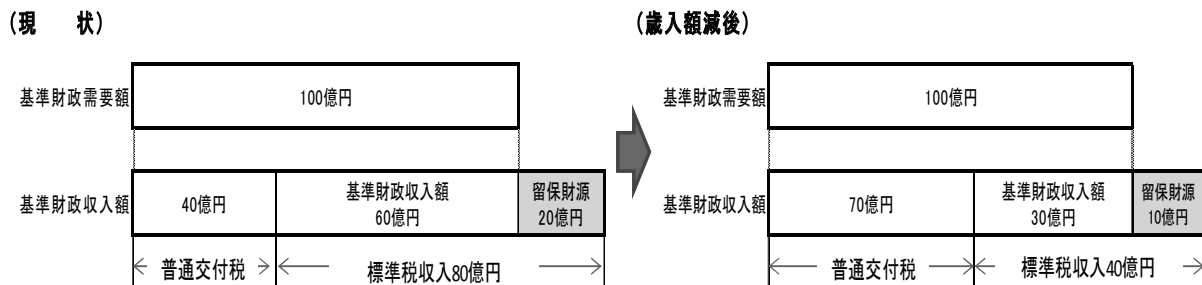 （現　状）
基準財政需要額
100億円
基準財政収入額
40億円
基準財政収入額
60億円
留保財源
20億円
普通交付税
標準税収入80億円
（歳入額減後）
基準財政需要額
100億円
基準財政収入額
70億円
基準財政収入額
30億円
留保財源
10億円
普通交付税
標準税収入40億円